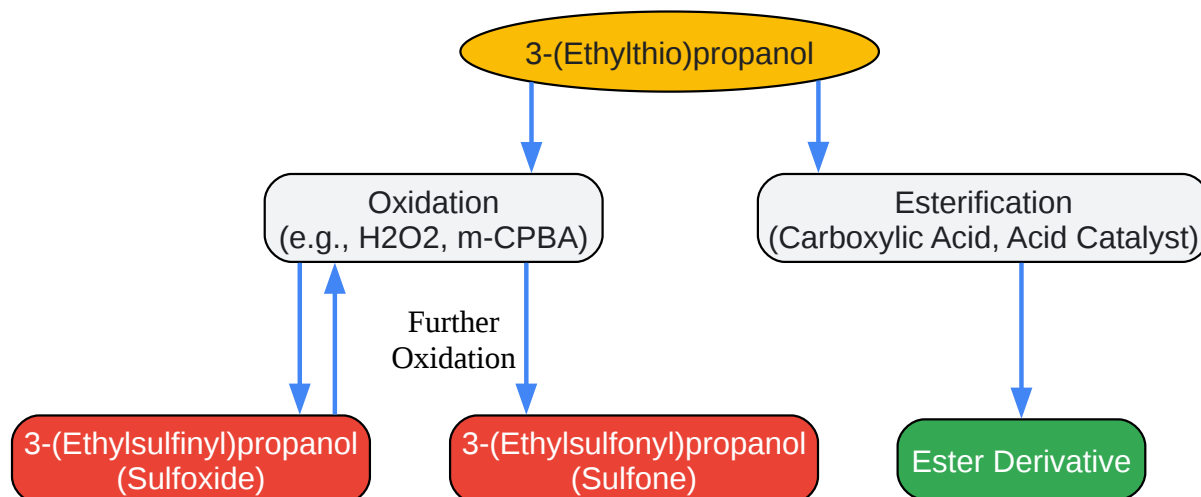 3-(Ethylthio)propanol
Oxidation
(e.g., H2O2, m-CPBA)
Esterification
(Carboxylic Acid, Acid Catalyst)
Further
Oxidation
3-(Ethylsulfinyl)propanol
(Sulfoxide)
3-(Ethylsulfonyl)propanol
(Sulfone)
Ester Derivative